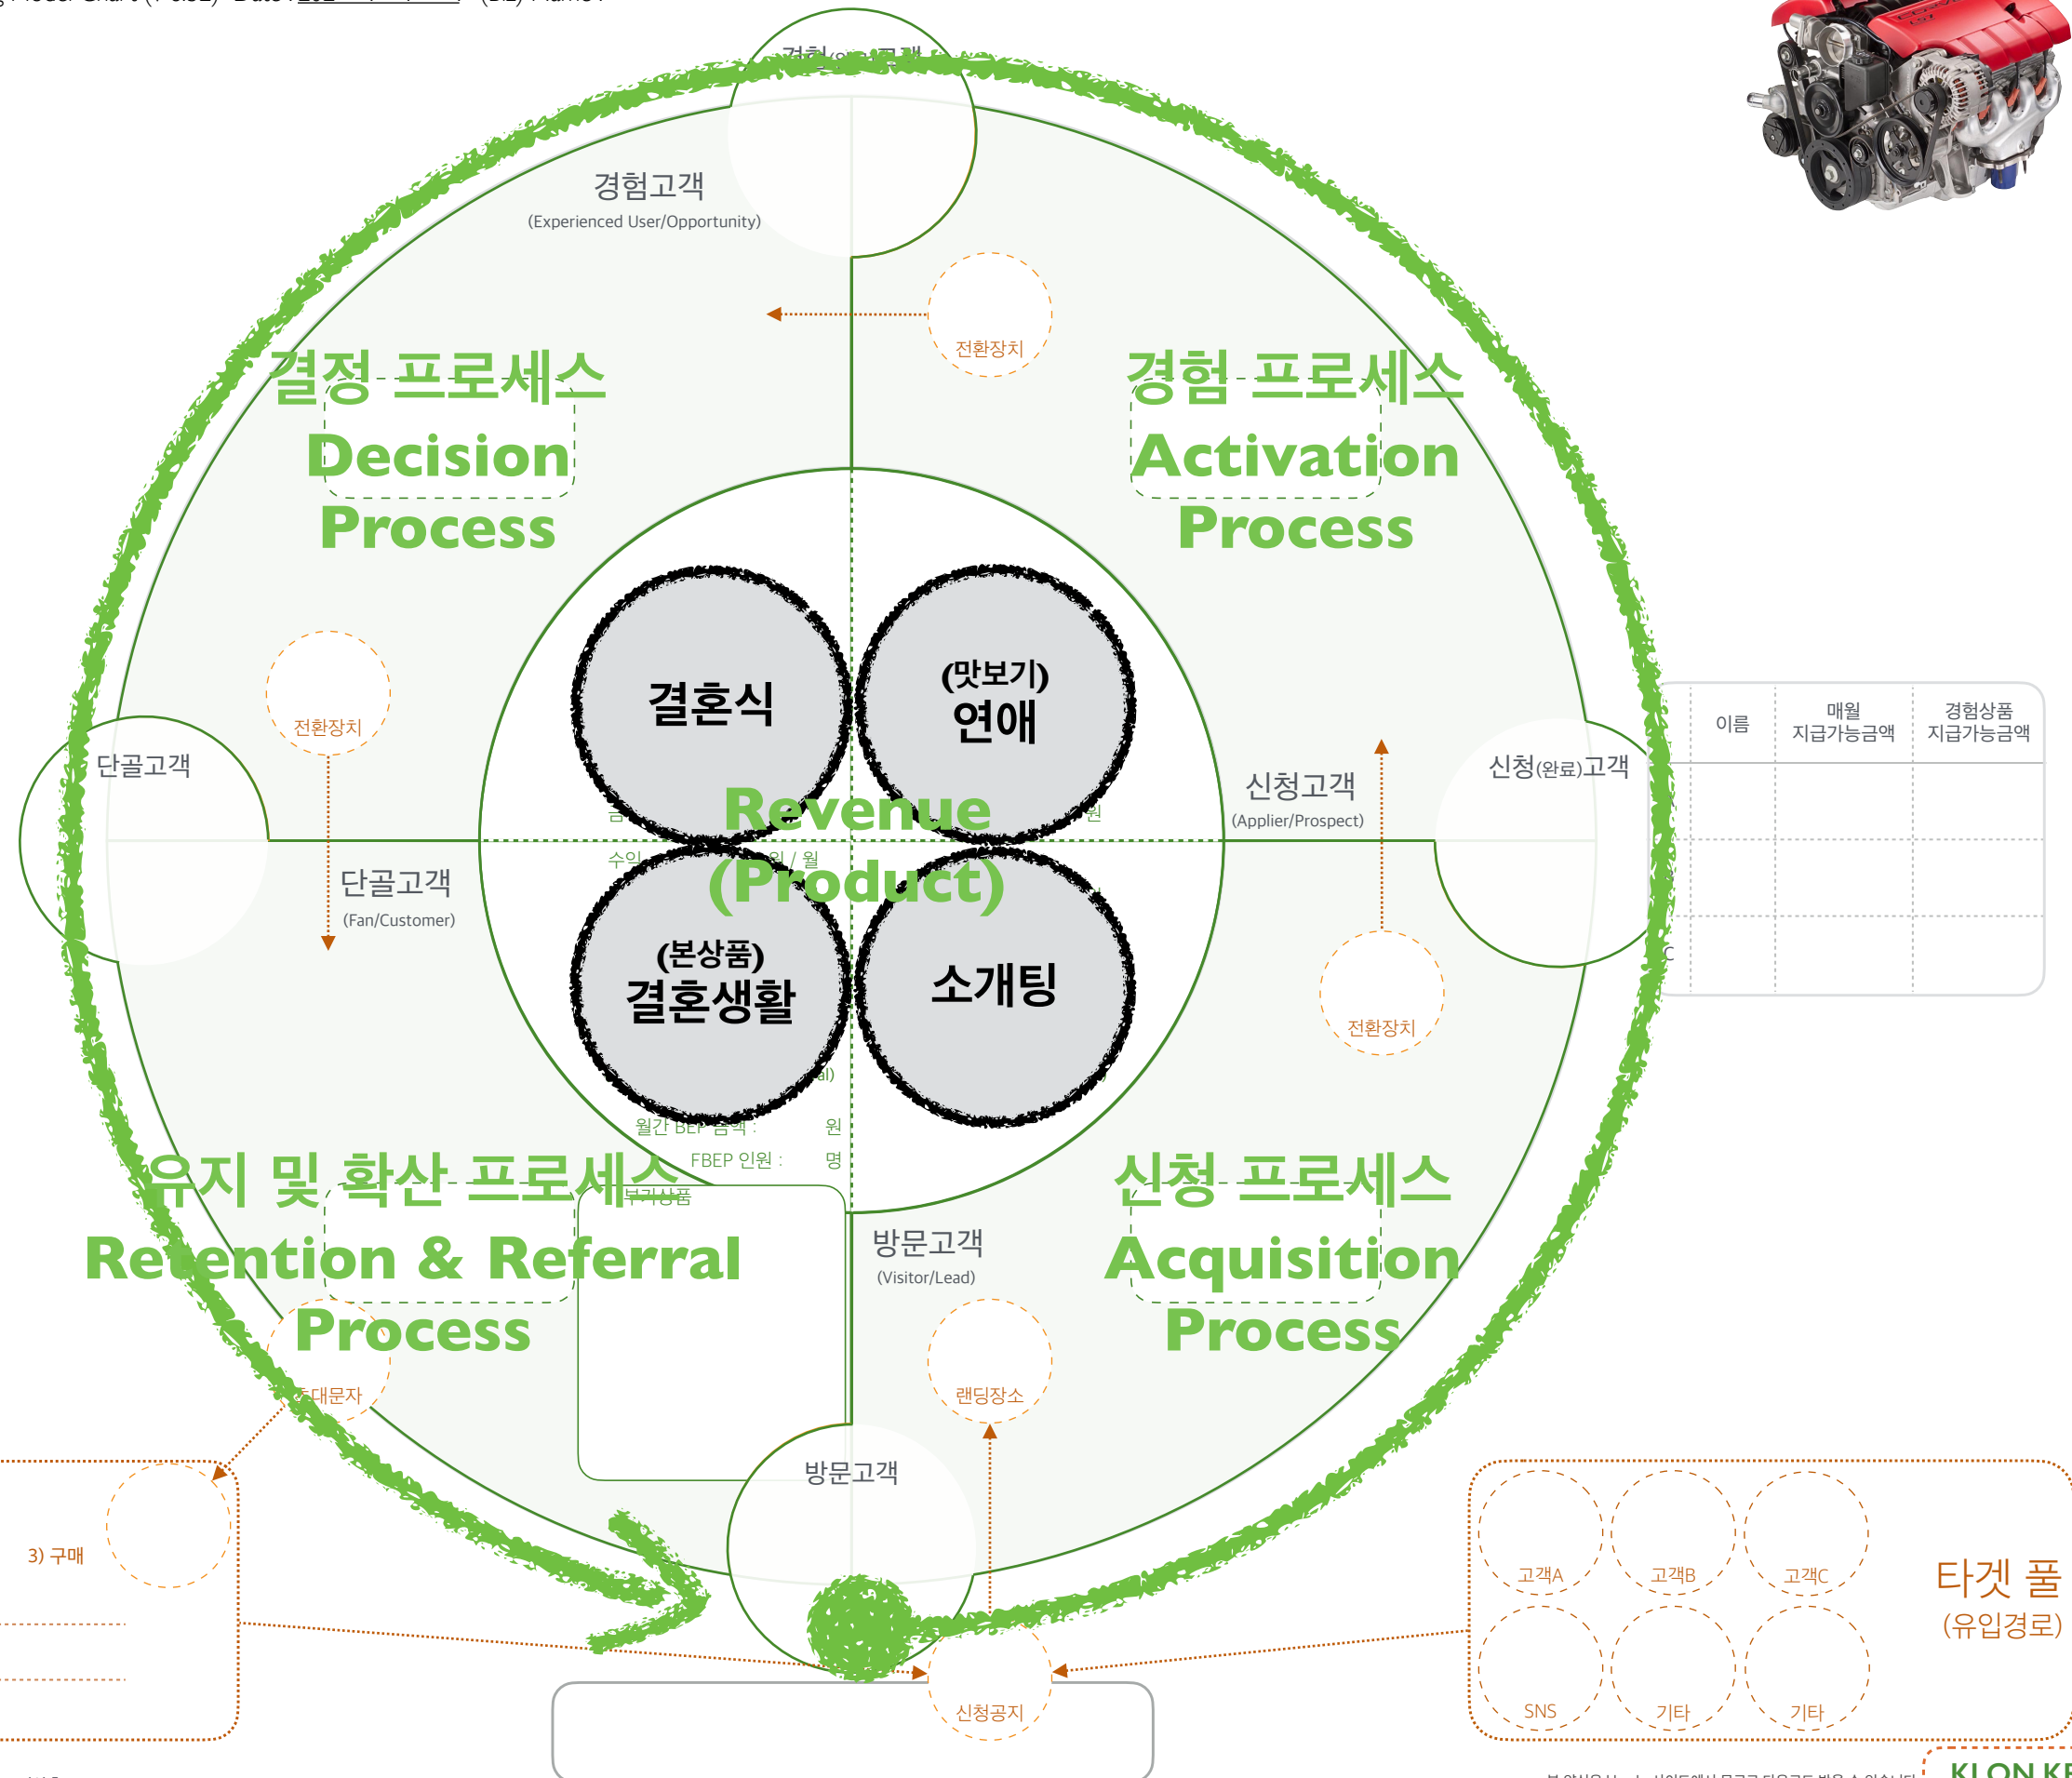 경험고객
(Experienced User/Opportunity)
전환장치
결정 프로세스
Decision
Process
경험 프로세스
Activation
Process
전환장치
단골고객
결혼식
(맛보기)
연애
신청고객
(Applier/Prospect)
신청(완료)고객
이름
매월
지급가능금액
경험상품
지급가능금액
Revenue
(Product)
원
수익
원 / 월
단골고객
(Fan/Customer)
(본상품)
결혼생활
소개팅
C
전환장치
월간 BEP 금액 : 원
FBEP 인원 : 명
부가상품
유지 및 확산 프로세스
Retention & Referral
Process
신청 프로세스
Acquisition
Process
방문고객
(Visitor/Lead)
랜딩장소
방문고객
3) 구매
고객A
고객B
고객C
타겟 풀
(유입경로)
SNS
기타
기타
신청공지